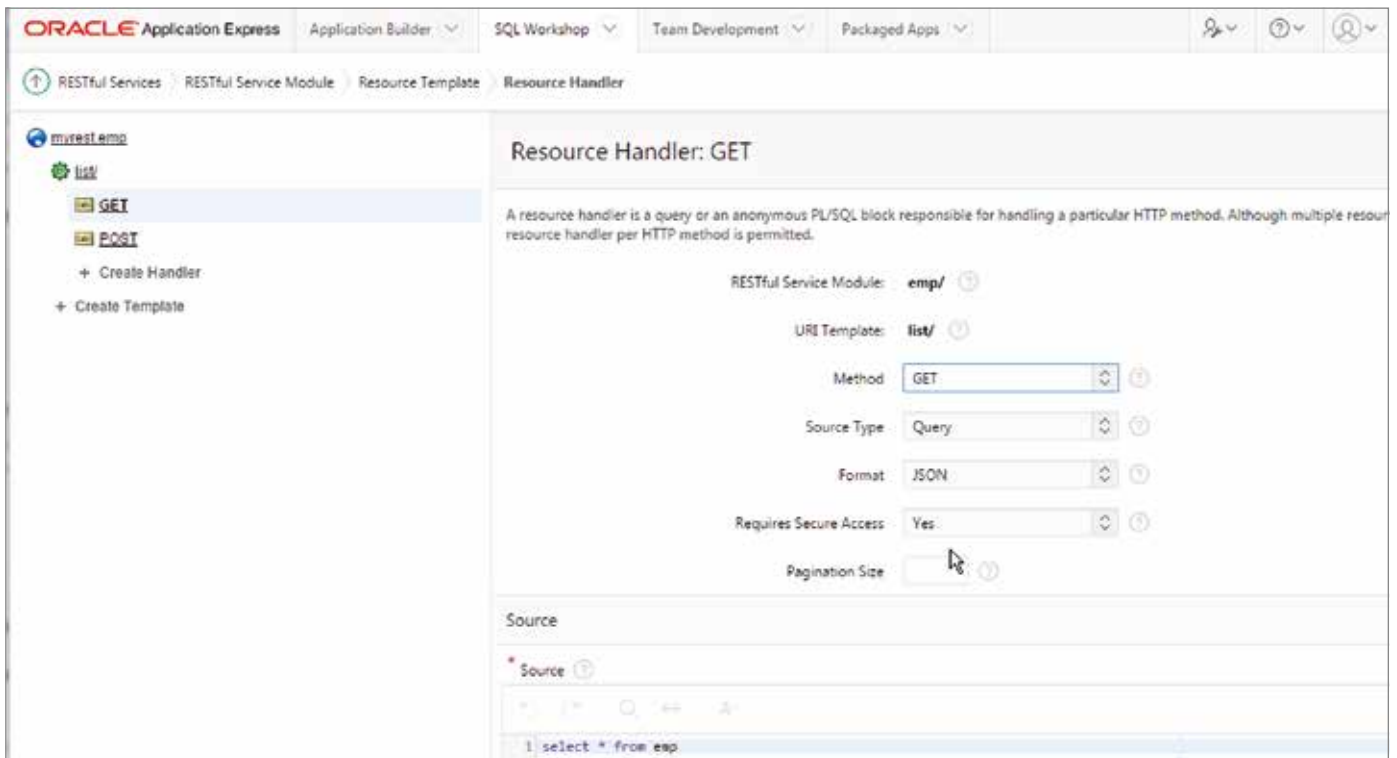 ORACLE Application Express Application Builder SQL Workshop Team Development Packaged Apps
RESTful Services RESTful Service Module Resource Template Resource Handler
myrest.emp
list/
GET
POST
+ Create Handler
+ Create Template
Resource Handler: GET
A resource handler is a query or an anonymous PL/SQL block responsible for handling a particular HTTP method. Although multiple resour
resource handler per HTTP method is permitted.
RESTful Service Module: emp/
URI Template: list/
Method GET
Source Type Query
Format JSON
Requires Secure Access Yes
Pagination Size
Source
* Source
1 select * from emp